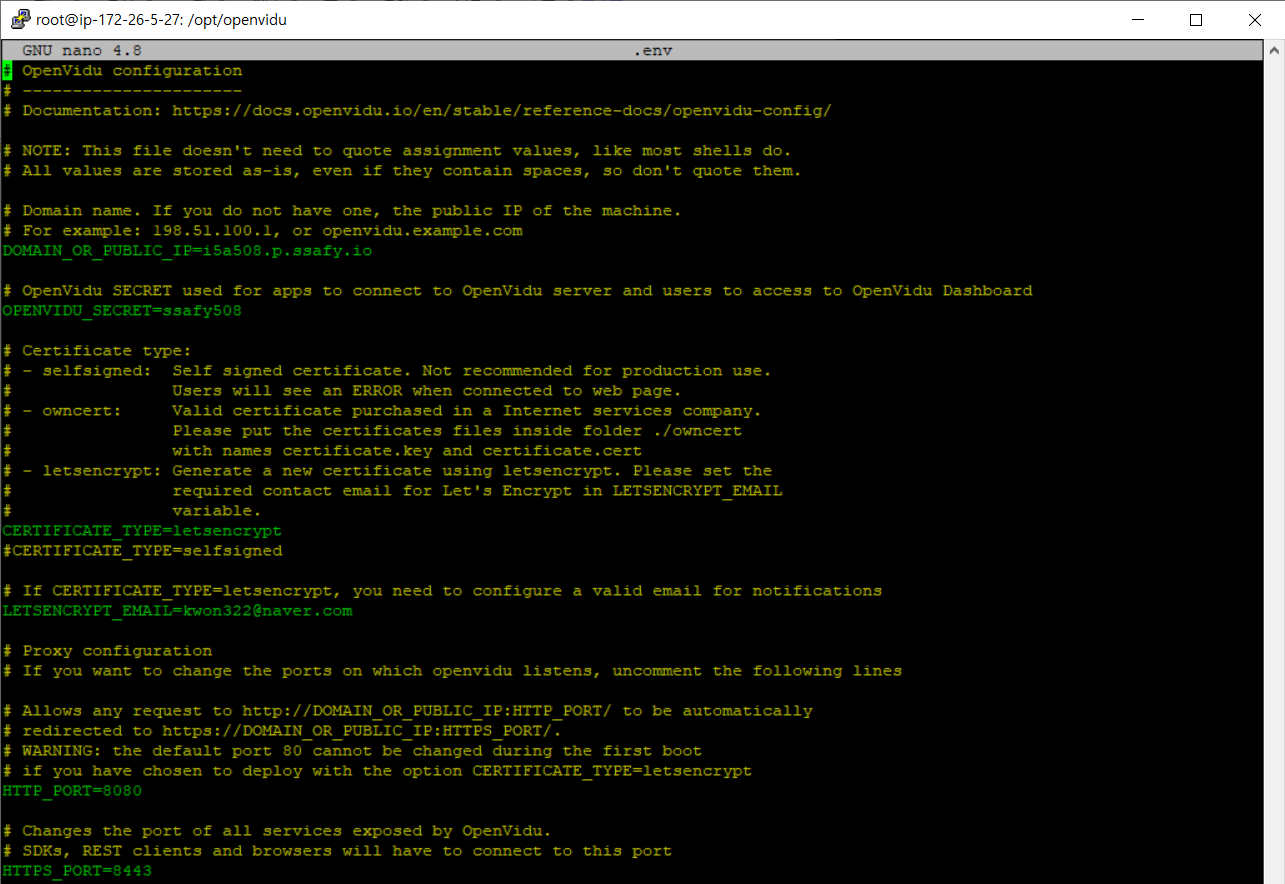 root@ip-172-26-5-27: /opt/openvidu
GNU nano 4.8 .env
# OpenVidu configuration
# ----------------------
# Documentation: https://docs.openvidu.io/en/stable/reference-docs/openvidu-config/
# NOTE: This file doesn't need to quote assignment values, like most shells do.
# All values are stored as-is, even if they contain spaces, so don't quote them.
# Domain name. If you do not have one, the public IP of the machine.
# For example: 198.51.100.1, or openvidu.example.com
DOMAIN_OR_PUBLIC_IP=i5a508.p.ssafy.io
# OpenVidu SECRET used for apps to connect to OpenVidu server and users to access to OpenVidu Dashboard
OPENVIDU_SECRET=ssafy508
# Certificate type:
# - selfsigned:  Self signed certificate. Not recommended for production use.
#                Users will see an ERROR when connected to web page.
# - owncert:     Valid certificate purchased in a Internet services company.
#                Please put the certificates files inside folder ./owncert
#                with names certificate.key and certificate.cert
# - letsencrypt: Generate a new certificate using letsencrypt. Please set the
#                required contact email for Let's Encrypt in LETSENCRYPT_EMAIL
#                variable.
CERTIFICATE_TYPE=letsencrypt
#CERTIFICATE_TYPE=selfsigned
# If CERTIFICATE_TYPE=letsencrypt, you need to configure a valid email for notifications
LETSENCRYPT_EMAIL=kwon322@naver.com
# Proxy configuration
# If you want to change the ports on which openvidu listens, uncomment the following lines
# Allows any request to http://DOMAIN_OR_PUBLIC_IP:HTTP_PORT/ to be automatically
# redirected to https://DOMAIN_OR_PUBLIC_IP:HTTPS_PORT/.
# WARNING: the default port 80 cannot be changed during the first boot
# if you have chosen to deploy with the option CERTIFICATE_TYPE=letsencrypt
HTTP_PORT=8080
# Changes the port of all services exposed by OpenVidu.
# SDKs, REST clients and browsers will have to connect to this port
HTTPS_PORT=8443